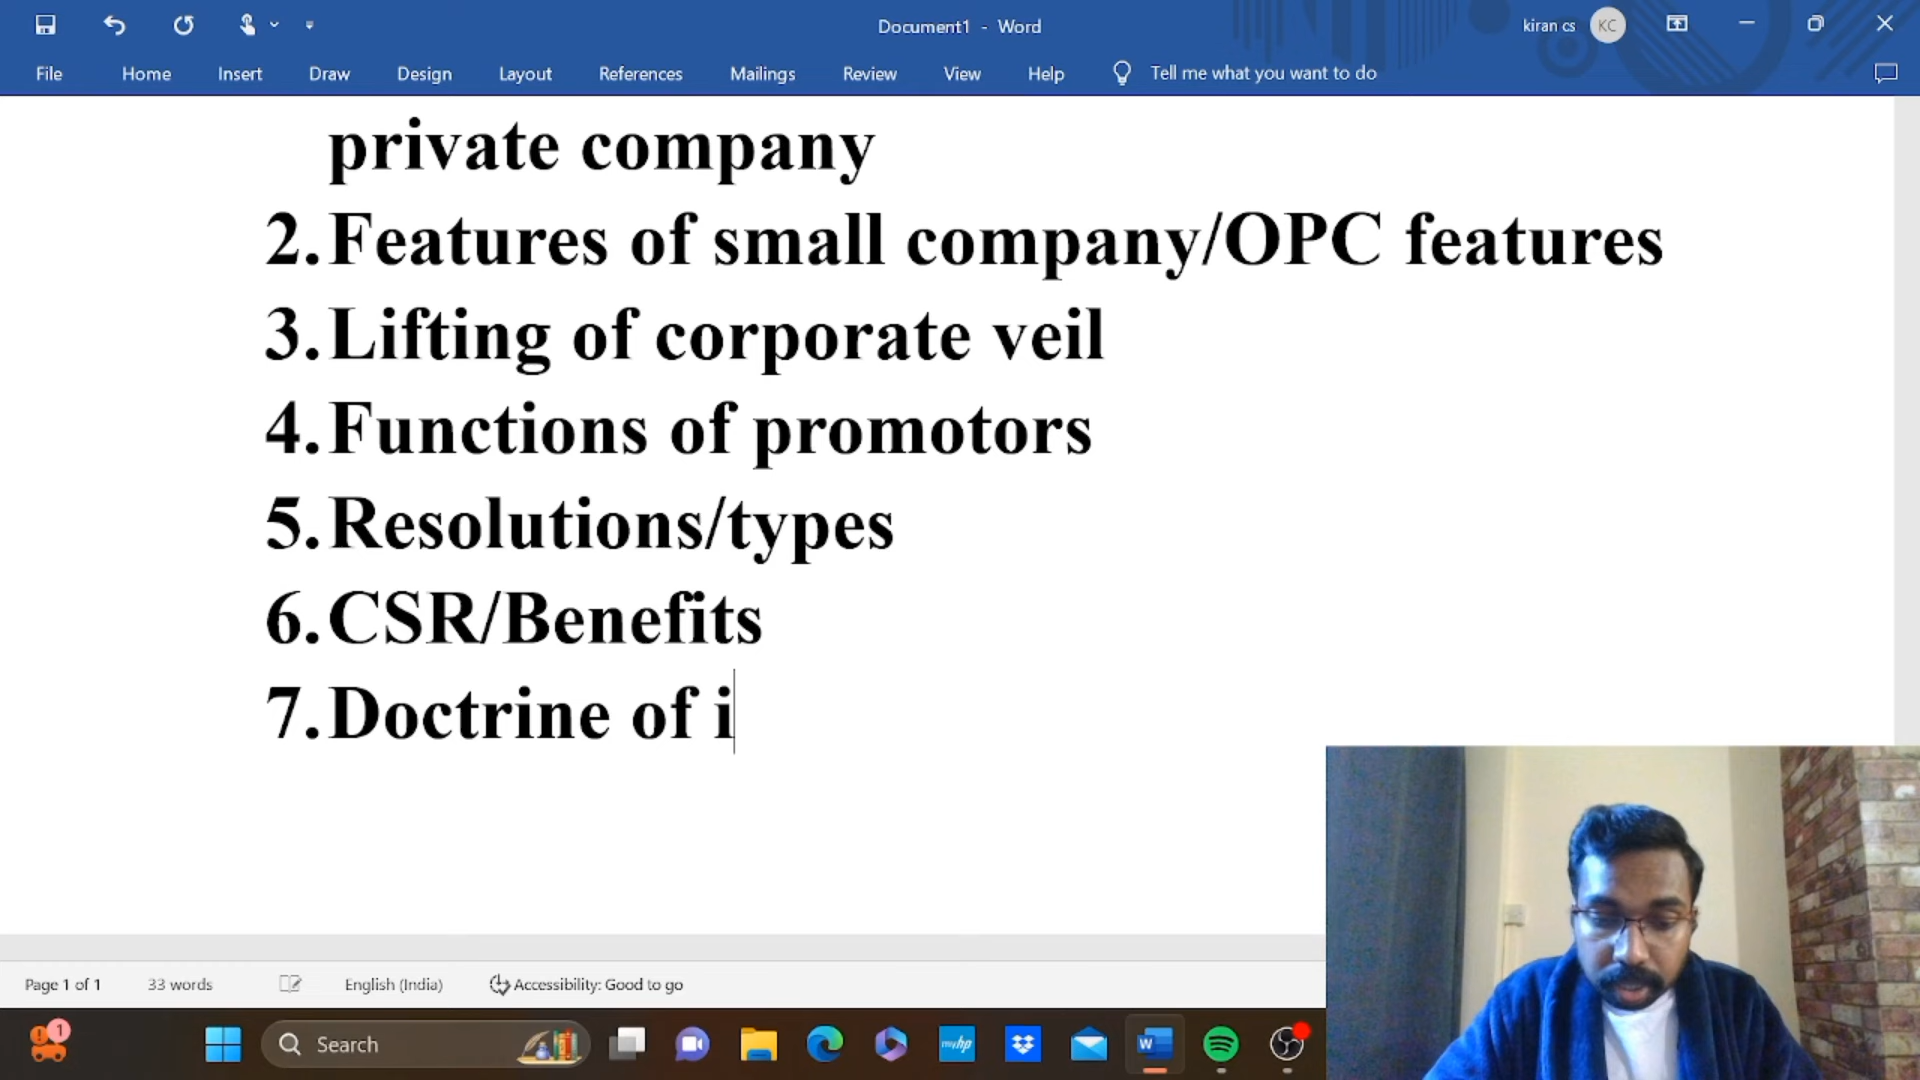 Document1 - Word
kiran cs
KC
File Home Insert Draw Design Layout References Mailings Review View Help Tell me what you want to do
private company
2. Features of small company/OPC features
3. Lifting of corporate veil
4. Functions of promotors
5. Resolutions/types
6. CSR/Benefits
7. Doctrine of i
Page 1 of 1 33 words English (India) Accessibility: Good to go
1
Search
myhp
W